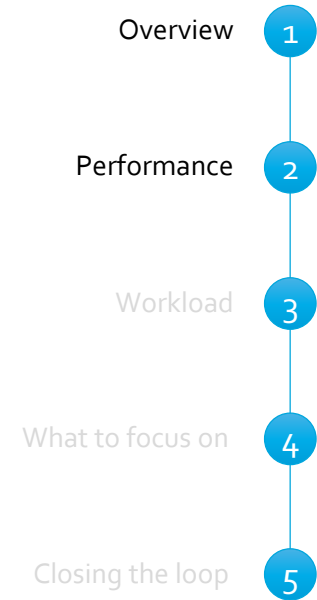 Overview 1
Performance 2
Workload 3
What to focus on 4
Closing the loop 5